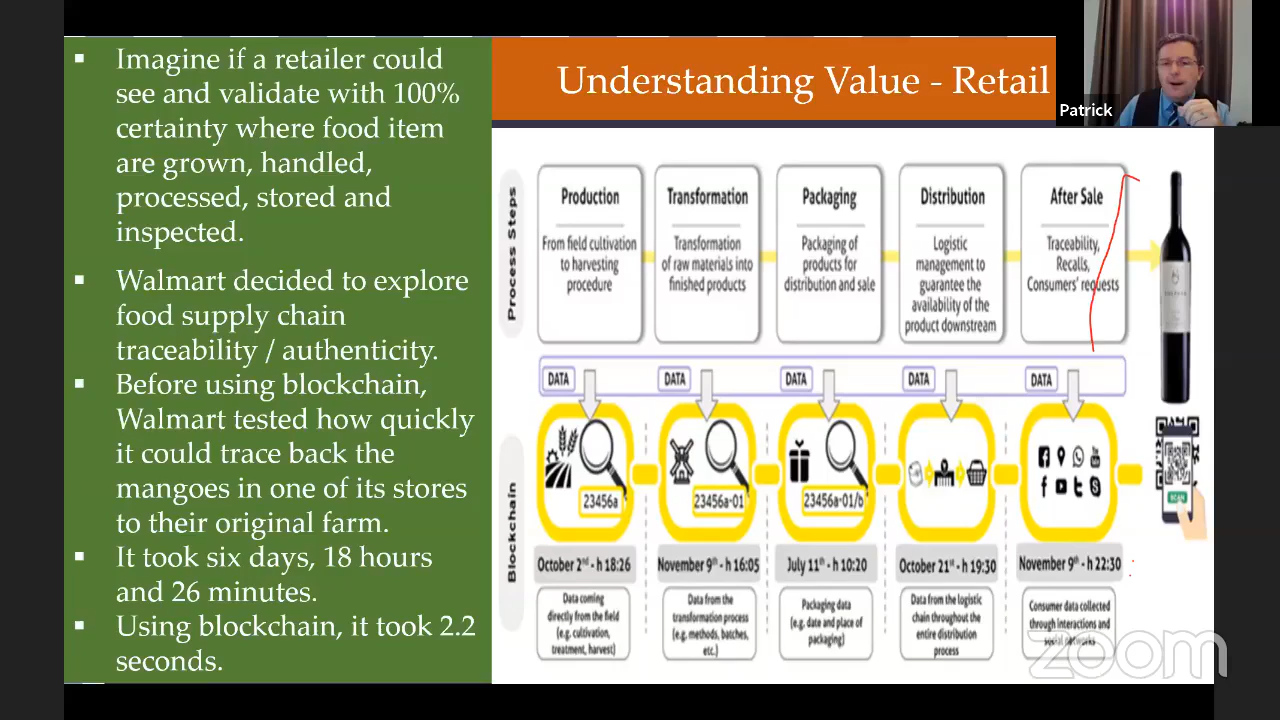 ▪ Imagine if a retailer could
see and validate with 100%
certainty where food item
are grown, handled,
processed, stored and
inspected.
▪ Walmart decided to explore
food supply chain
traceability / authenticity.
▪ Before using blockchain,
Walmart tested how quickly
it could trace back the
mangoes in one of its stores
to their original farm.
▪ It took six days, 18 hours
and 26 minutes.
▪ Using blockchain, it took 2.2
seconds.
Understanding Value - Retail
Patrick
Process Steps
Production
From field cultivation
to harvesting
procedure
Transformation
Transformation
of raw materials into
finished products
Packaging
Packaging of
products for
distribution and sale
Distribution
Logistic
management to
guarantee the
availability of the
product downstream
After Sale
Traceability,
Recalls,
Consumers' requests
DATA
DATA
DATA
DATA
DATA
Blockchain
23456a
23456a-01
23456a-01/b
SCAN
October 2nd - h 18:26
November 9th - h 16:05
July 11th - h 10:20
October 21st - h 19:30
November 9th - h 22:30
Data coming
directly from the field
(e.g. cultivation,
treatment, harvest)
Data from the
transformation process
(e.g. methods, batches,
etc.)
Packaging data
(e.g. date and place of
packaging)
Data from the logistic
chain throughout the
entire distribution
process
Consumer data collected
through interactions and
social networks
zoom